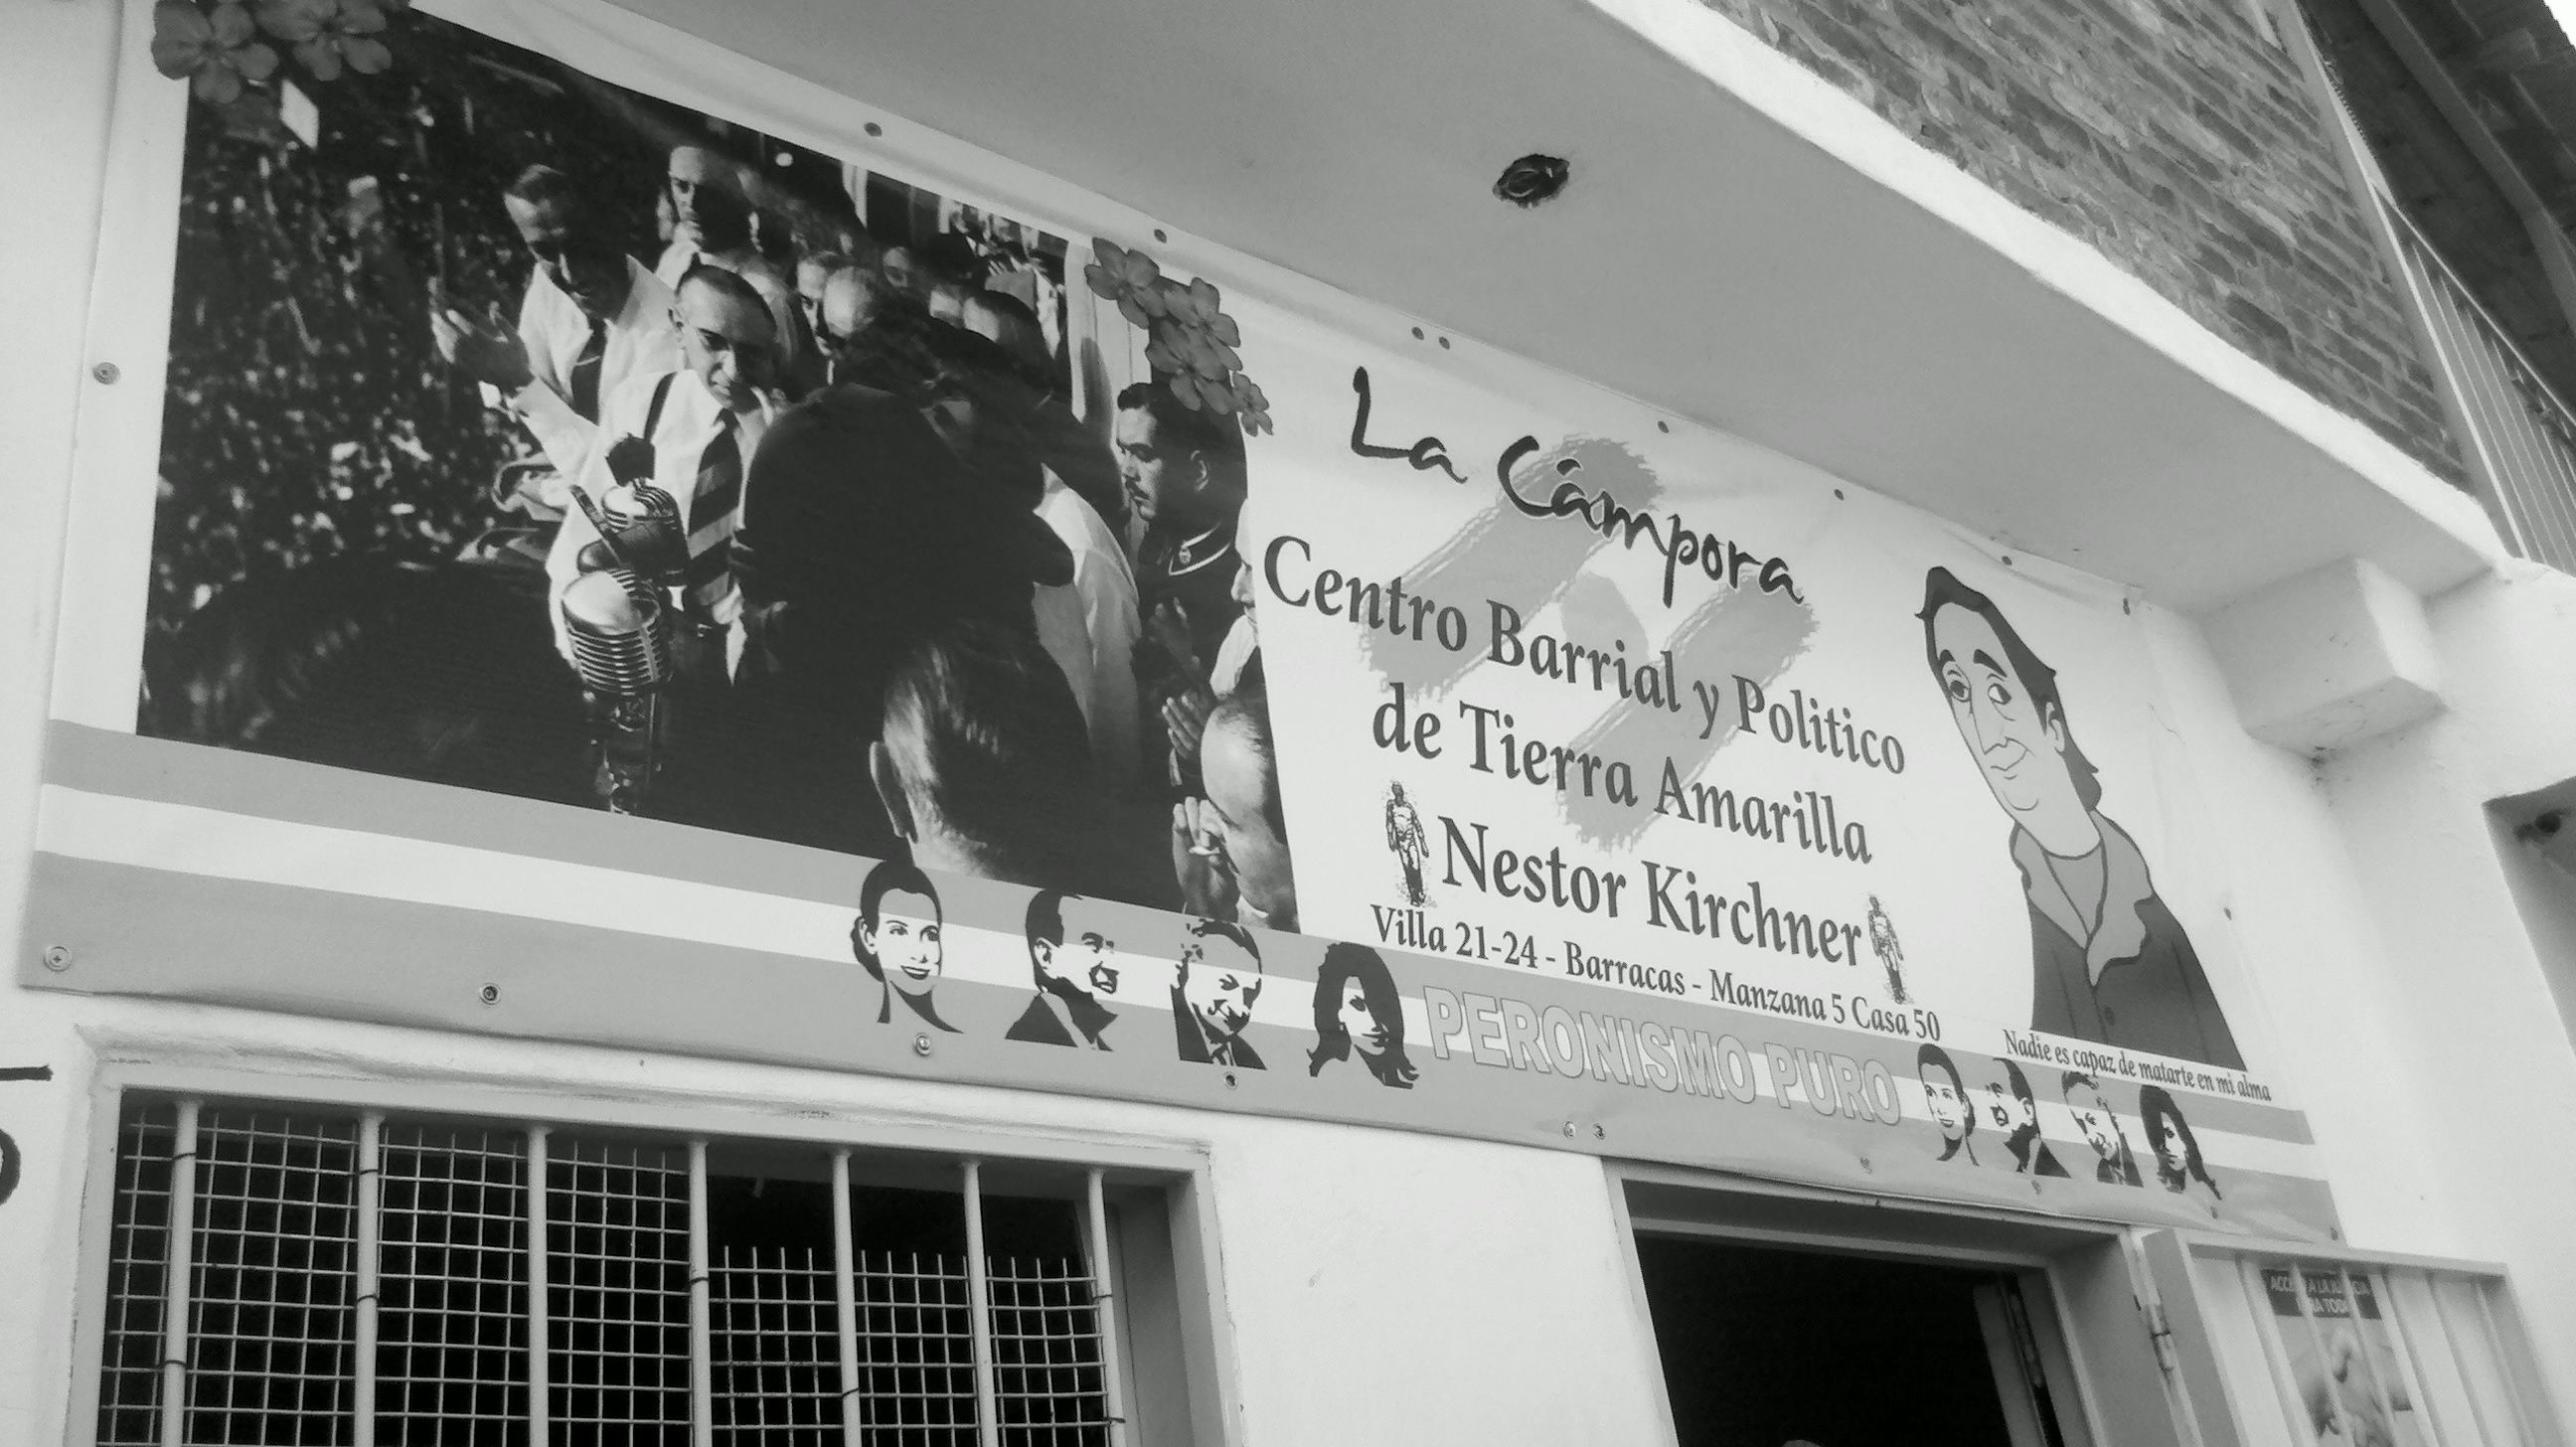 La Cámpora
Centro Barrial y Politico
de Tierra Amarilla
Nestor Kirchner
Villa 21-24 - Barracas - Manzana 5 Casa 50
PERONISMO PURO
Nadie es capaz de matarte en mi alma